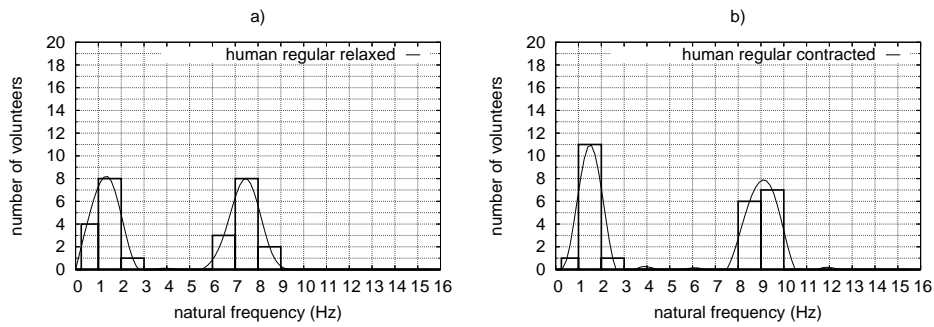 a)
number of volunteers
20
18
16
14
12
10
8
6
4
2
0
human regular relaxed
0 1 2 3 4 5 6 7 8 9 10 11 12 13 14 15 16
natural frequency (Hz)
b)
number of volunteers
20
18
16
14
12
10
8
6
4
2
0
human regular contracted
0 1 2 3 4 5 6 7 8 9 10 11 12 13 14 15 16
natural frequency (Hz)